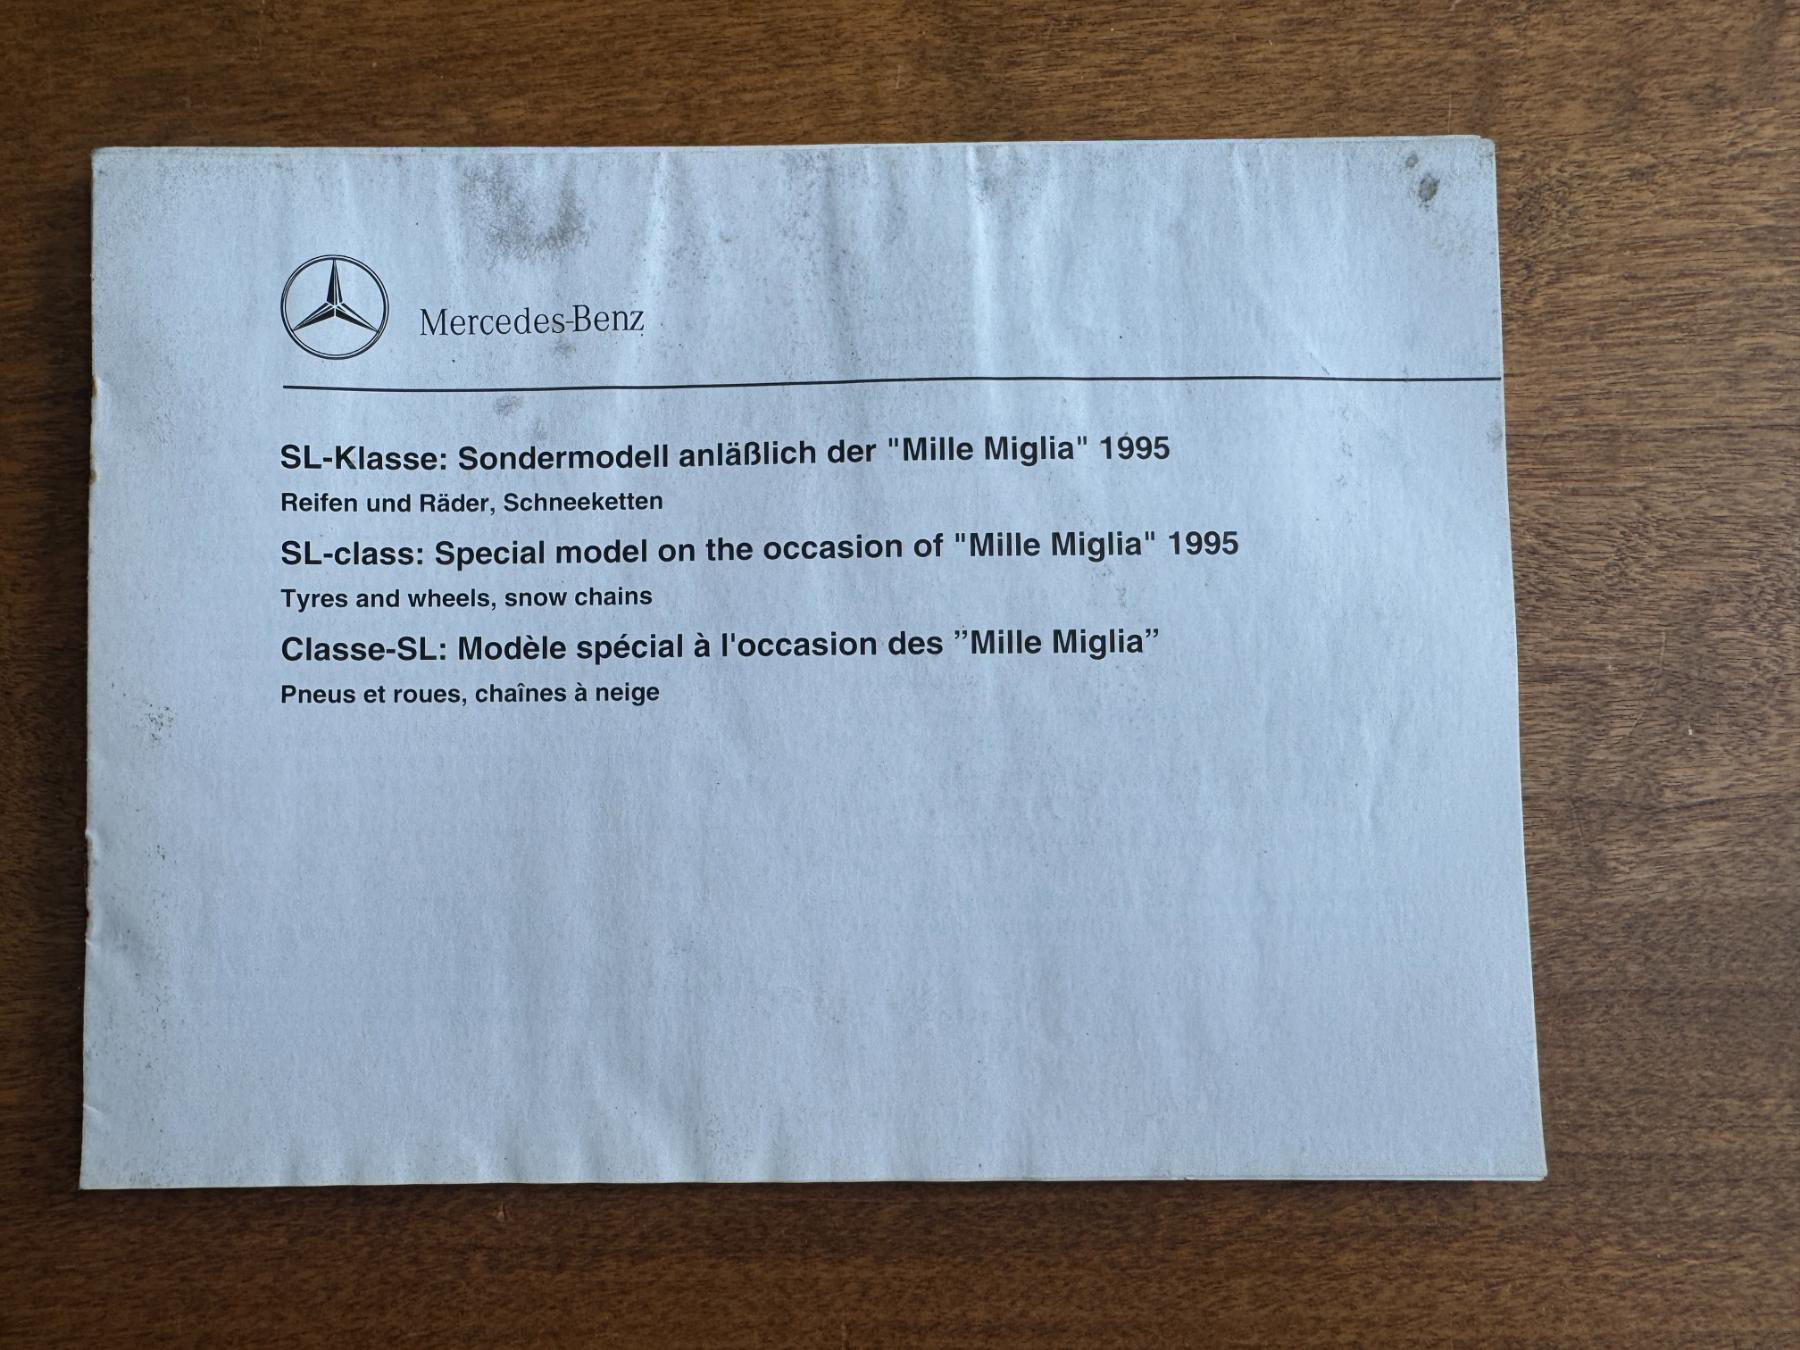 Mercedes-Benz
SL-Klasse: Sondermodell anläßlich der "Mille Miglia" 1995
Reifen und Räder, Schneeketten
SL-class: Special model on the occasion of "Mille Miglia" 1995
Tyres and wheels, snow chains
Classe-SL: Modèle spécial à l'occasion des ”Mille Miglia”
Pneus et roues, chaînes à neige